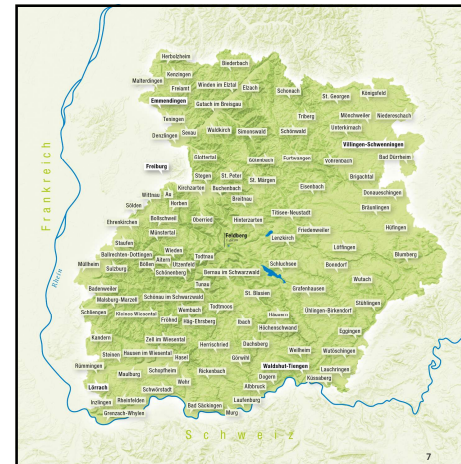 Herbolzheim
Biederbach
Kenzingen
Malterdingen
Winden im Elztal
Elzach
Schonach
Königsfeld
Freiamt
St. Georgen
Emmendingen
Gutach im Breisgau
Triberg
Mönchweiler
Niedereschach
Teningen
Unterkirnach
Denzlingen
Sexau
Waldkirch
Simonswald
Schönwald
Villingen-Schwenningen
Glottertal
Gütenbach
Furtwangen
Vöhrenbach
Bad Dürrheim
Freiburg
Stegen
St. Peter
St. Märgen
Brigachtal
Kirchzarten
Buchenbach
Eisenbach
Donaueschingen
Wittnau
Au
Horben
Breitnau
Bräunlingen
Sölden
Bollschweil
Oberried
Hinterzarten
Titisee-Neustadt
Hüfingen
Ehrenkirchen
Münstertal
Feldberg
Friedenweiler
Staufen
Lenzkirch
Löffingen
Blumberg
Ballrechten-Dottingen
Wieden
Aitern
Todtnau
Müllheim
Sulzburg
Böllen
Utzenfeld
Schönenberg
Schluchsee
Bonndorf
Bernau im Schwarzwald
Wutach
Badenweiler
Tunau
Grafenhausen
Malsburg-Marzell
Schönau im Schwarzwald
St. Blasien
Stühlingen
Schliengen
Kleines Wiesental
Wembach
Todtmoos
Häusern
Ühlingen-Birkendorf
Fröhnd
Häg-Ehrsberg
Ibach
Höchenschwand
Eggingen
Kandern
Zell im Wiesental
Herrischried
Dachsberg
Weilheim
Wutöschingen
Steinen
Hausen im Wiesental
Hasel
Görwihl
Rümmingen
Maulburg
Schopfheim
Rickenbach
Waldshut-Tiengen
Lauchringen
Lörrach
Schwörstadt
Wehr
Dogern
Küssaberg
Albbruck
Inzlingen
Rheinfelden
Bad Säckingen
Laufenburg
Grenzach-Whylen
Murg
Frankreich
Rhein
Schweiz
7